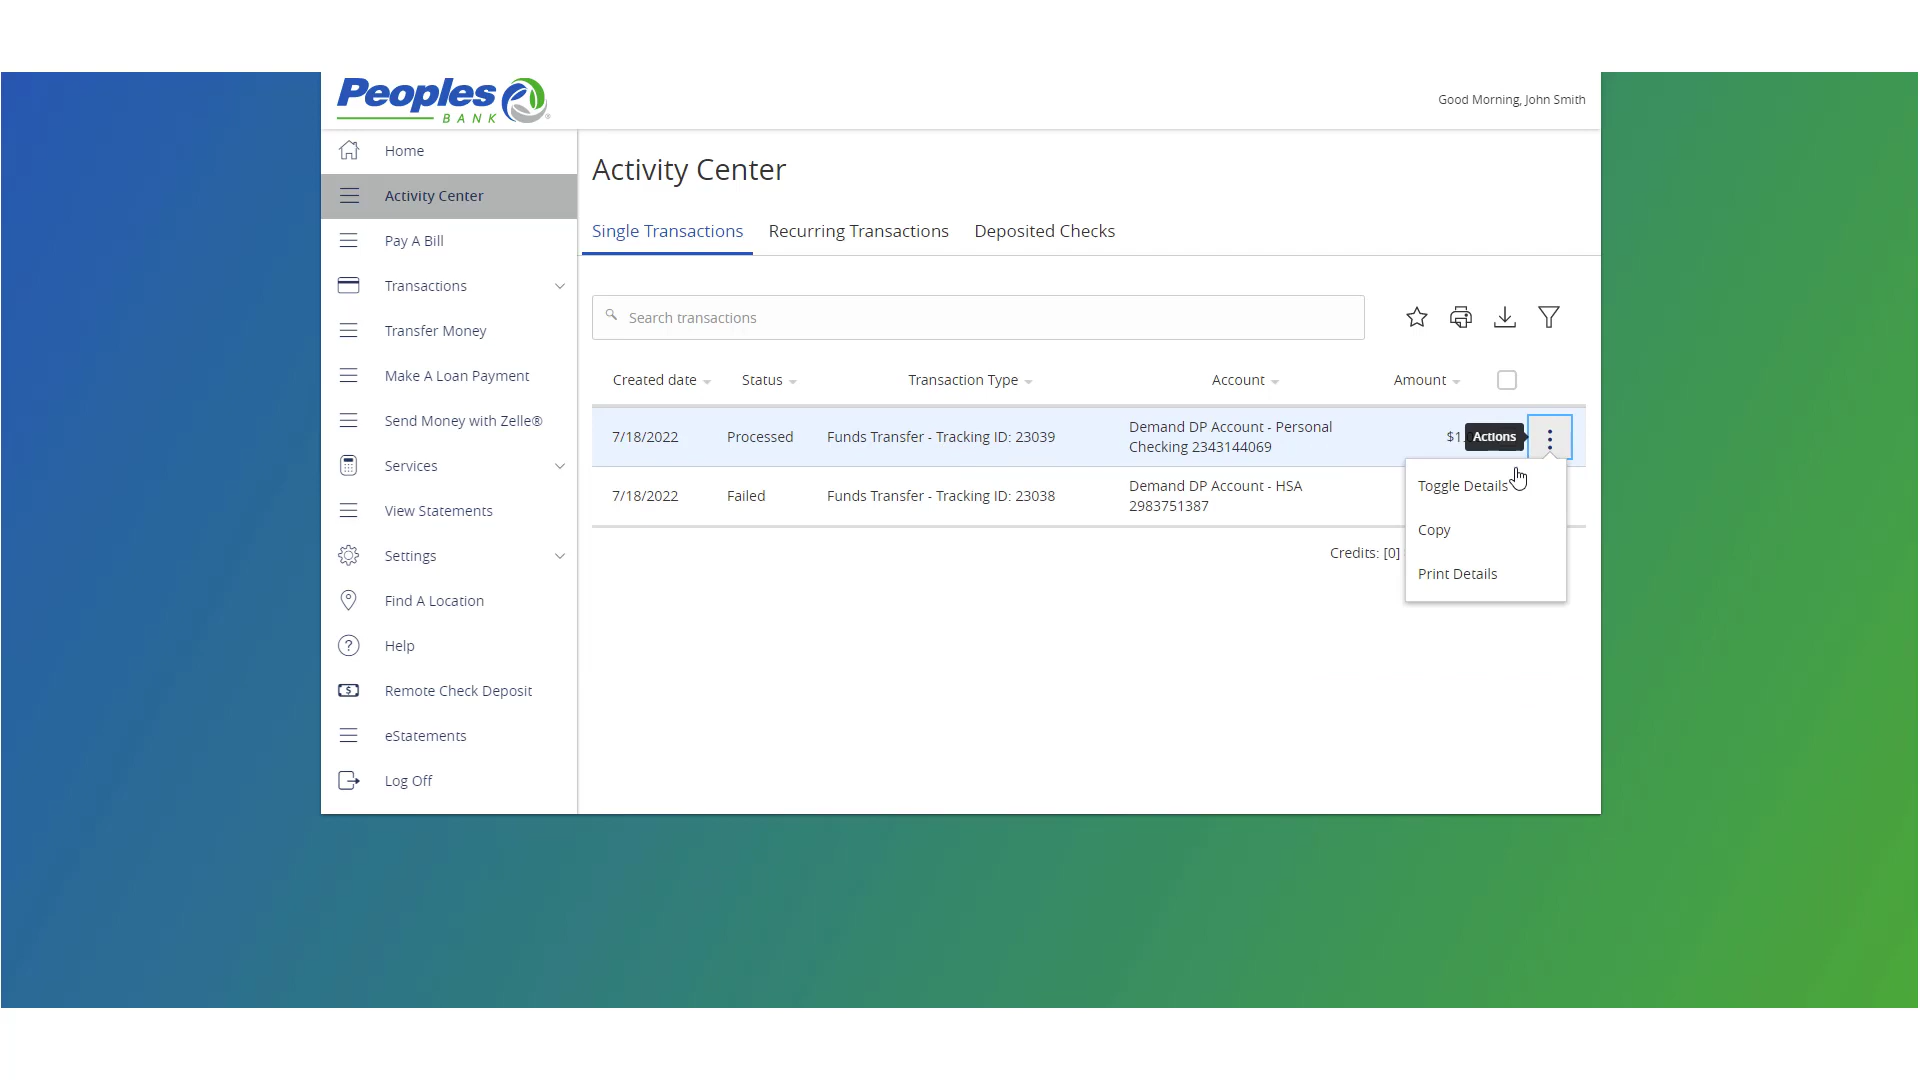 Peoples
BANK
Good Morning, John Smith
Home
Activity Center
Pay A Bill
Transactions
Transfer Money
Make A Loan Payment
Send Money with Zelle®
Services
View Statements
Settings
Find A Location
Help
Remote Check Deposit
eStatements
Log Off
Activity Center
Single Transactions Recurring Transactions Deposited Checks
Search transactions
Created date Status Transaction Type Account Amount
7/18/2022 Processed Funds Transfer - Tracking ID: 23039 Demand DP Account - Personal
Checking 2343144069
Actions
7/18/2022 Failed Funds Transfer - Tracking ID: 23038 Demand DP Account - HSA
2983751387
Credits: [0]
Toggle Details
Copy
Print Details